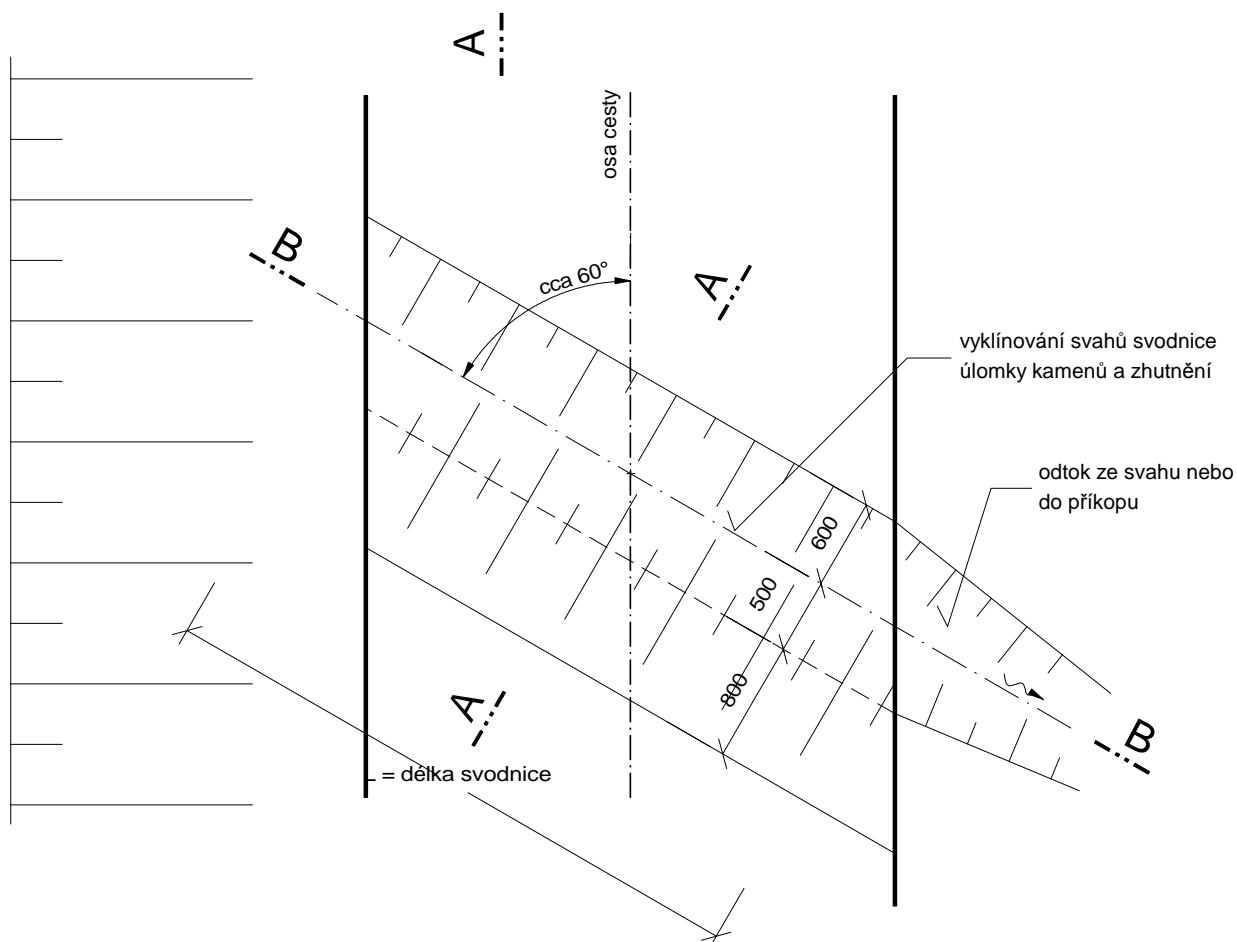 A
osa cesty
B
cca 60°
A
vyklínování svahů svodnice
úlomky kamenů a zhutnění
odtok ze svahu nebo
do příkopu
600
500
800
A
B
L = délka svodnice